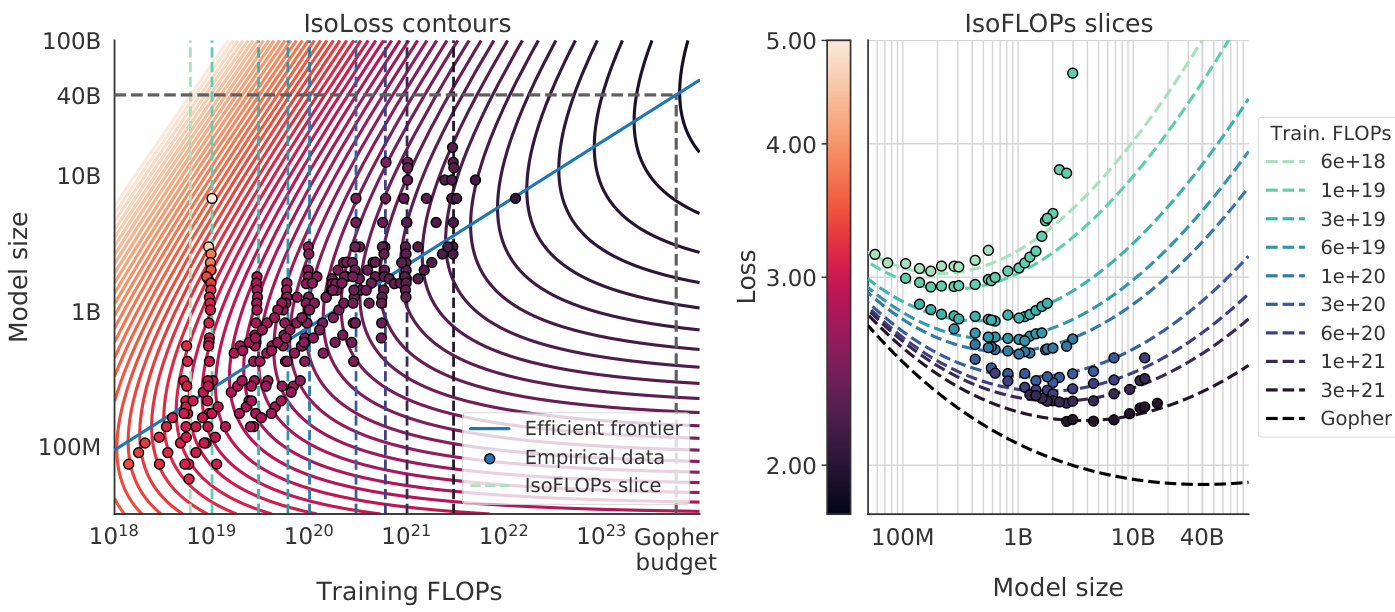 IsoLoss contours
100B
40B
10B
1B
100M
Model size
Efficient frontier
Empirical data
IsoFLOPs slice
10^18
10^19
10^20
10^21
10^22
10^23
Gopher
budget
Training FLOPs
IsoFLOPs slices
5.00
4.00
3.00
2.00
Loss
100M
1B
10B
40B
Model size
Train. FLOPs
6e+18
1e+19
3e+19
6e+19
1e+20
3e+20
6e+20
1e+21
3e+21
Gopher